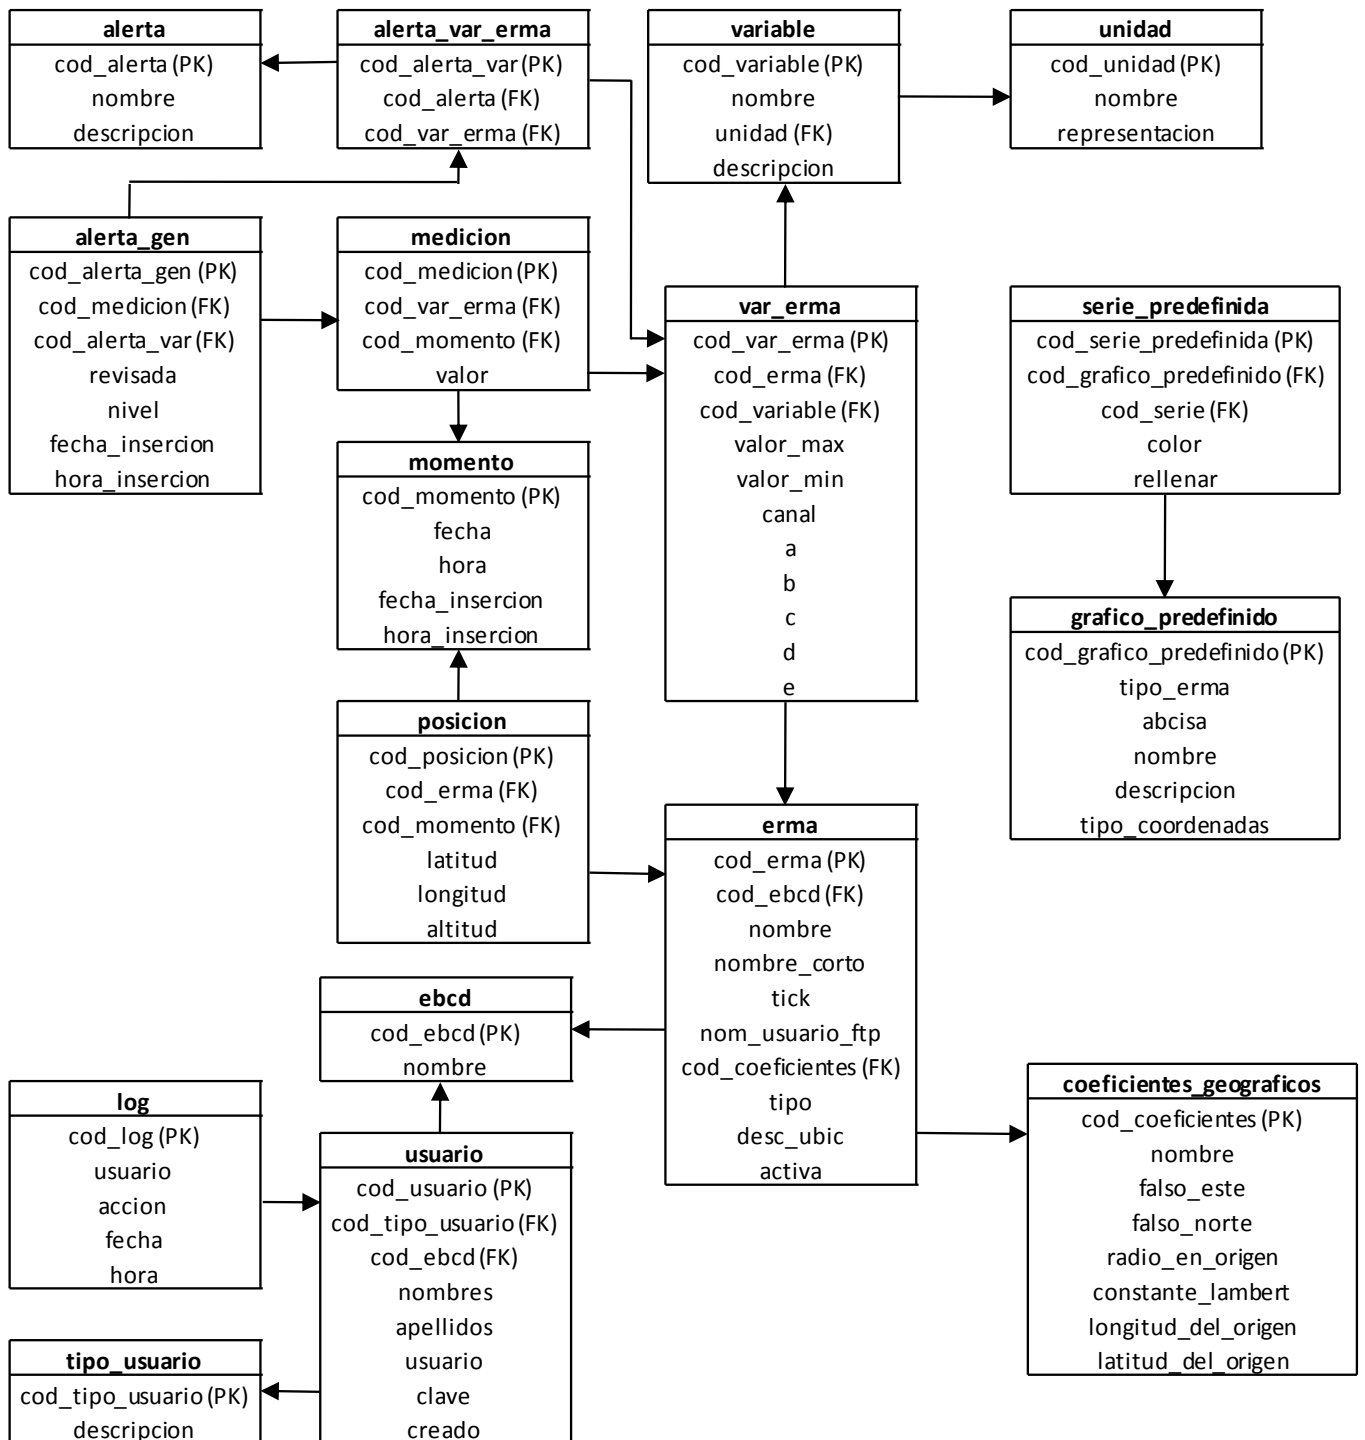 alerta
cod_alerta (PK)
nombre
descripcion
alerta_var_erma
cod_alerta_var (PK)
cod_alerta (FK)
cod_var_erma (FK)
variable
cod_variable (PK)
nombre
unidad (FK)
descripcion
unidad
cod_unidad (PK)
nombre
representacion
alerta_gen
cod_alerta_gen (PK)
cod_medicion (FK)
cod_alerta_var (FK)
revisada
nivel
fecha_insercion
hora_insercion
medicion
cod_medicion (PK)
cod_var_erma (FK)
cod_momento (FK)
valor
var_erma
cod_var_erma (PK)
cod_erma (FK)
cod_variable (FK)
valor_max
valor_min
canal
a
b
c
d
e
serie_predefinida
cod_serie_predefinida (PK)
cod_grafico_predefinido (FK)
cod_serie (FK)
color
rellenar
momento
cod_momento (PK)
fecha
hora
fecha_insercion
hora_insercion
grafico_predefinido
cod_grafico_predefinido (PK)
tipo_erma
abcisa
nombre
descripcion
tipo_coordenadas
posicion
cod_posicion (PK)
cod_erma (FK)
cod_momento (FK)
latitud
longitud
altitud
erma
cod_erma (PK)
cod_ebcd (FK)
nombre
nombre_corto
tick
nom_usuario_ftp
cod_coeficientes (FK)
tipo
desc_ubic
activa
ebcd
cod_ebcd (PK)
nombre
coeficientes_geograficos
cod_coeficientes (PK)
nombre
falso_este
falso_norte
radio_en_origen
constante_lambert
longitud_del_origen
latitud_del_origen
log
cod_log (PK)
usuario
accion
fecha
hora
usuario
cod_usuario (PK)
cod_tipo_usuario (FK)
cod_ebcd (FK)
nombres
apellidos
usuario
clave
creado
tipo_usuario
cod_tipo_usuario (PK)
descripcion